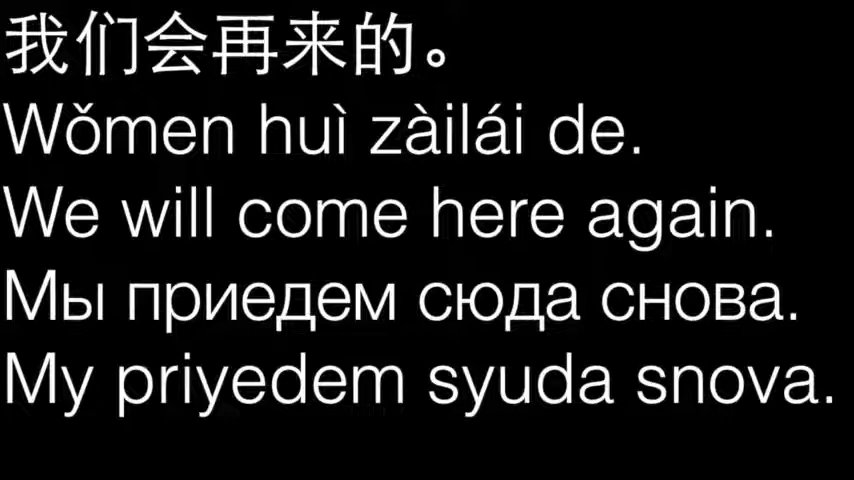 我们会再来的。
Wǒmen huì zàilái de.
We will come here again.
Мы приедем сюда снова.
My priyedem syuda snova.